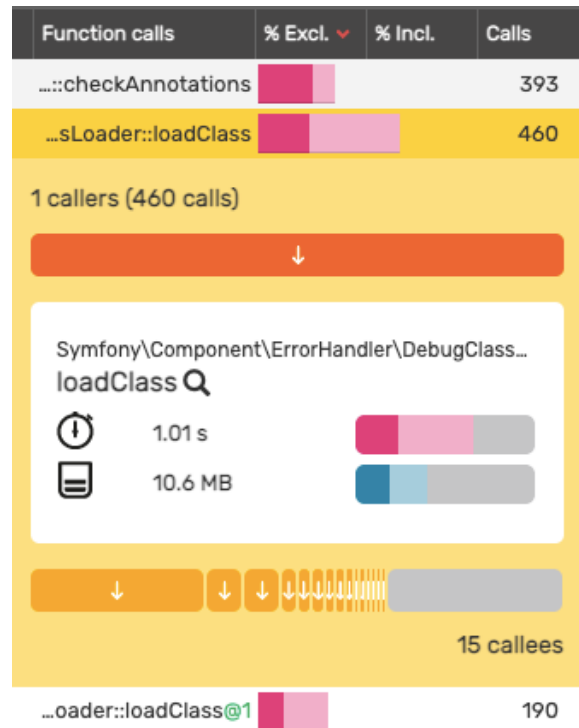 Function calls % Excl. % Incl. Calls
...::checkAnnotations 393
...sLoader::loadClass 460
1 callers (460 calls)
Symfony\Component\ErrorHandler\DebugClass...
loadClass
1.01 s
10.6 MB
15 callees
...oader::loadClass@1 190